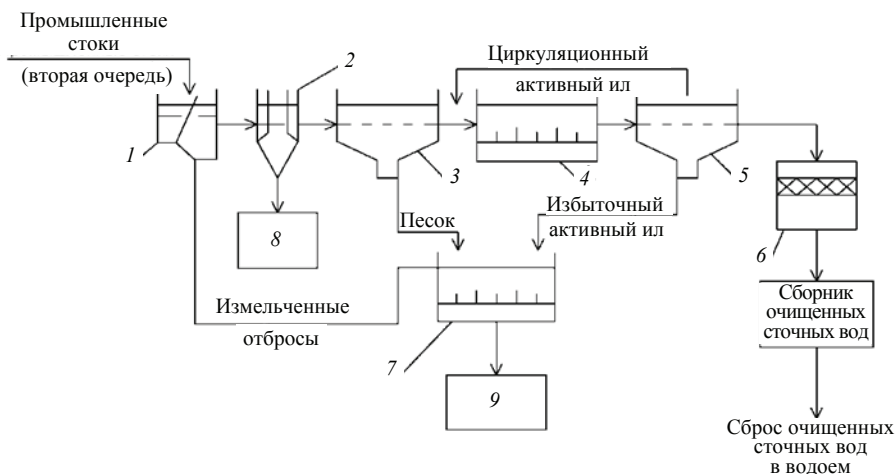 Промышленные
стоки
(вторая очередь)
2
Циркуляционный
активный ил
1
3
4
5
8
Песок
Избыточный
активный ил
6
Измельченные
отбросы
7
9
Сборник
очищенных
сточных вод
Сброс очищенных
сточных вод
в водоем